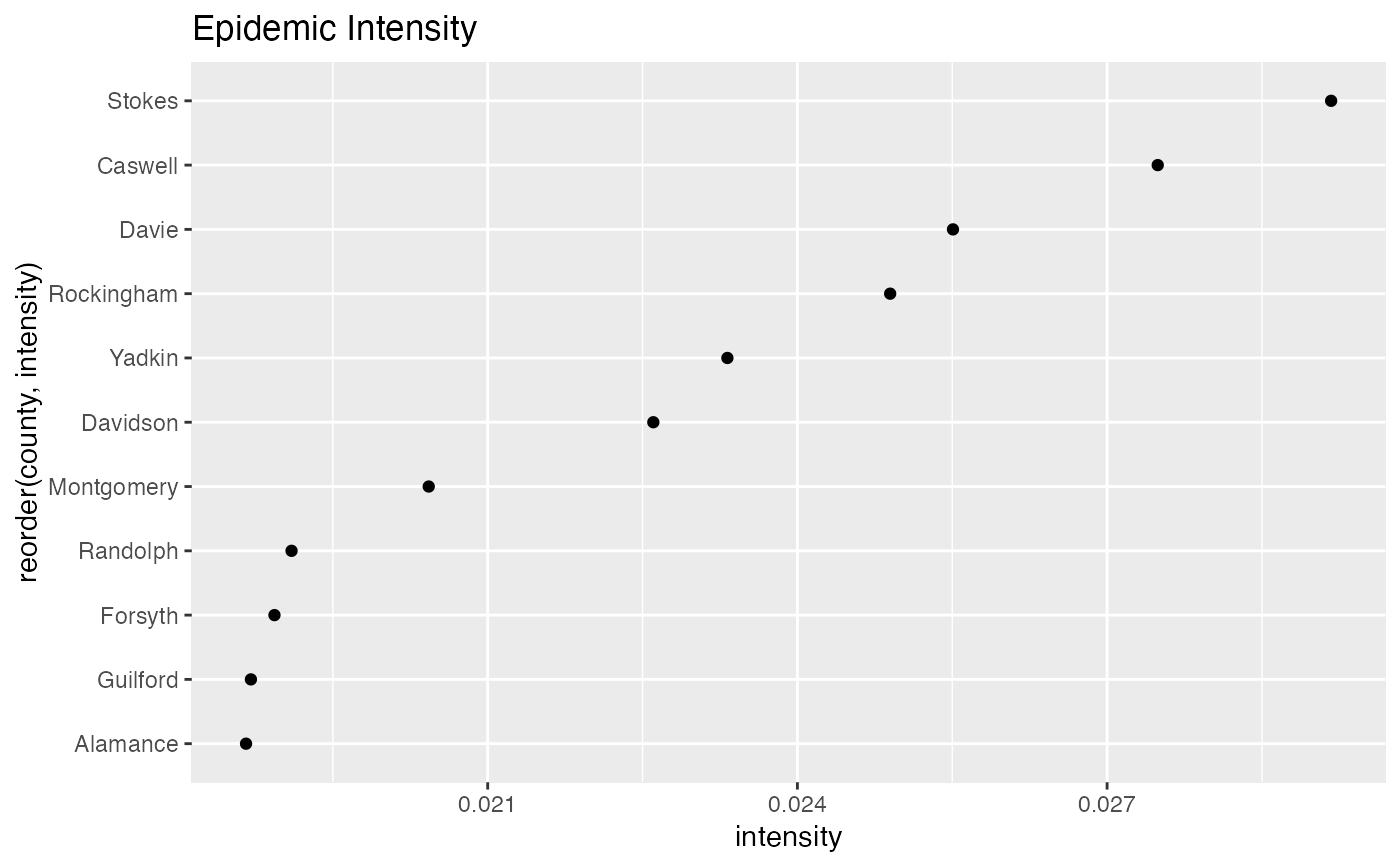 Epidemic Intensity
reorder(county, intensity)
Stokes
Caswell
Davie
Rockingham
Yadkin
Davidson
Montgomery
Randolph
Forsyth
Guilford
Alamance
0.021 0.024 0.027
intensity